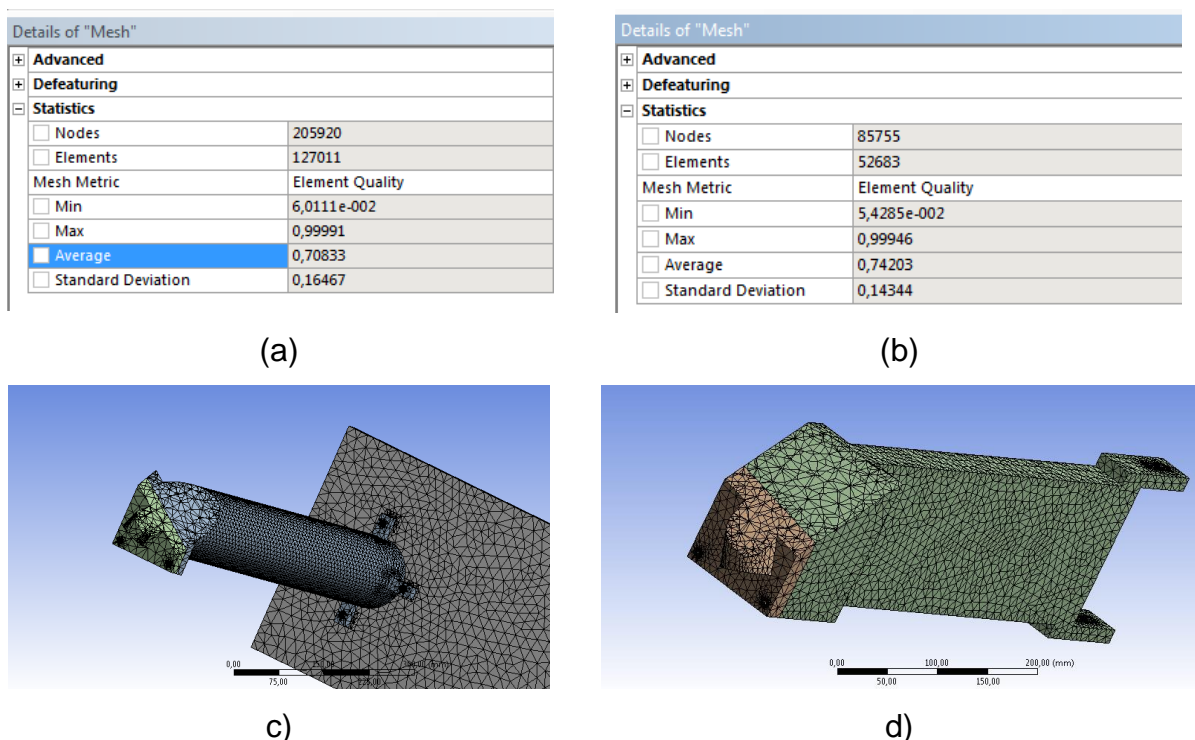 Details of "Mesh"
Advanced
Defeaturing
Statistics
Nodes 205920
Elements 127011
Mesh Metric Element Quality
Min 6,0111e-002
Max 0,99991
Average 0,70833
Standard Deviation 0,16467
(a)
Details of "Mesh"
Advanced
Defeaturing
Statistics
Nodes 85755
Elements 52683
Mesh Metric Element Quality
Min 5,4285e-002
Max 0,99946
Average 0,74203
Standard Deviation 0,14344
(b)
0,00 (mm)
75,00
c)
0,00 100,00 200,00 (mm)
50,00 150,00
d)